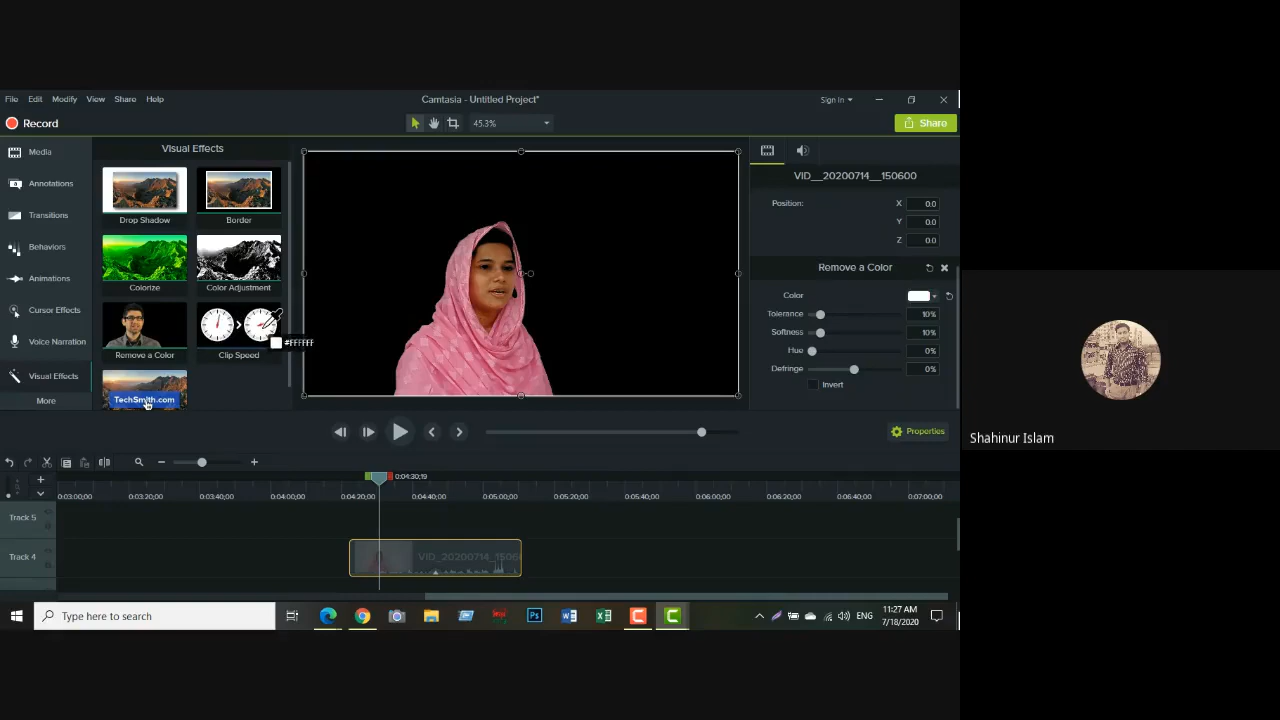 File Edit Modify View Share Help
Camtasia - Untitled Project*
Sign In
Record
45.3%
Share
Media
Annotations
Transitions
Behaviors
Animations
Cursor Effects
Voice Narration
Visual Effects
More
Visual Effects
Drop Shadow
Border
Colorize
Color Adjustment
Remove a Color
Clip Speed
#FFFFFF
TechSmith.com
VID__20200714__150600
Position:
X 0.0
Y 0.0
Z 0.0
Remove a Color
Color
Tolerance 10%
Softness 10%
Hue 0%
Defringe 0%
Invert
Properties
Shahinur Islam
0:04:30;19
0:03:00;00 0:03:20;00 0:03:40;00 0:04:00;00 0:04:20;00 0:04:40;00 0:05:00;00 0:05:20;00 0:05:40;00 0:06:00;00 0:06:20;00 0:06:40;00 0:07:00;00
Track 5
Track 4
VID_20200714_1506
Type here to search
Ps
ENG
11:27 AM
7/18/2020